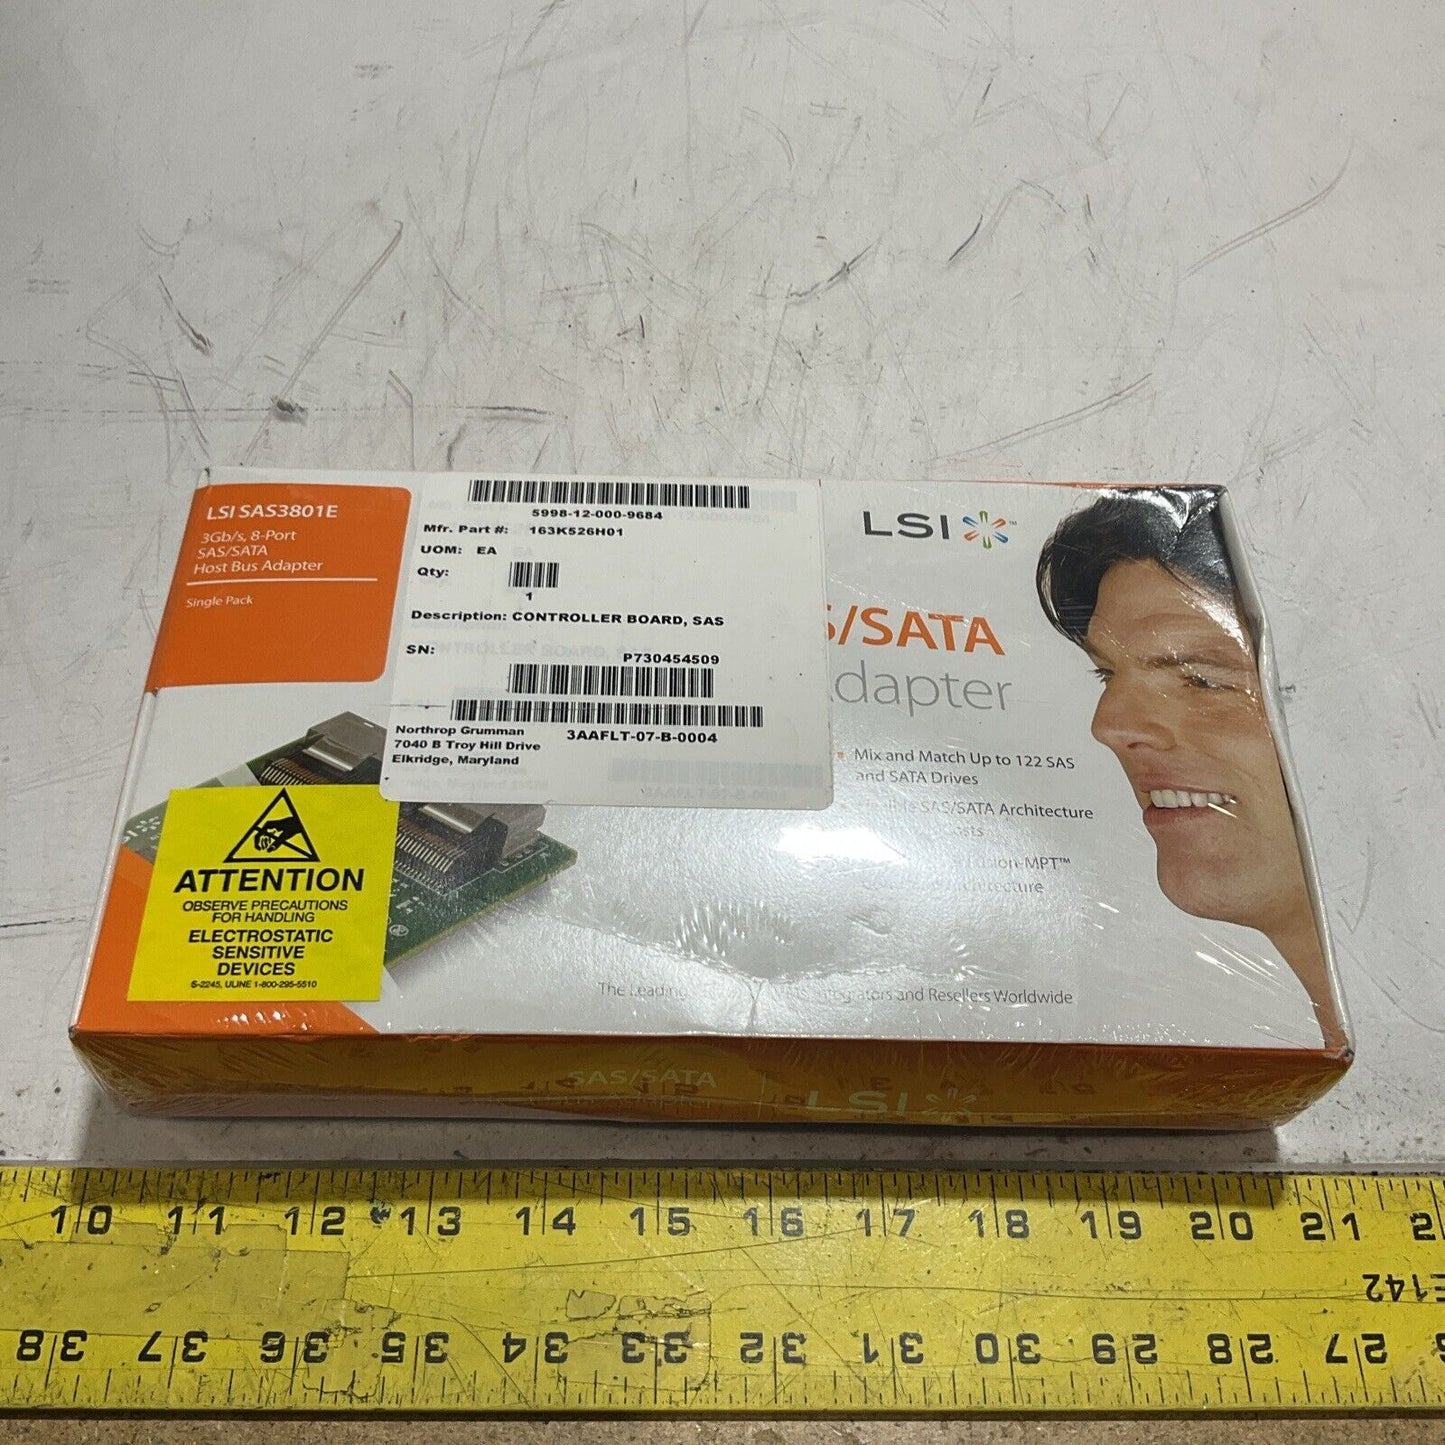 LSI SAS3801E
3Gb/s, 8-Port
SAS/SATA
Host Bus Adapter
Single Pack
5998-12-000-9684
Mfr. Part #: 163K526H01
UOM: EA
Qty:
1
Description: CONTROLLER BOARD, SAS
SN:
P730454509
3AAFLT-07-B-0004
Northrop Grumman
7040 B Troy Hill Drive
Elkridge, Maryland
LSI
S/SATA
dapter
Mix and Match Up to 122 SAS
and SATA Drives
SAS/SATA Architecture
The Leading
and Resellers Worldwide
ATTENTION
OBSERVE PRECAUTIONS
FOR HANDLING
ELECTROSTATIC
SENSITIVE
DEVICES
S-2245, ULINE 1-800-295-5510
SAS/SATA
LSI
10 11 12 13 14 15 16 17 18 19 20 21
E142
38 37 36 35 34 33 32 31 30 29 28 27